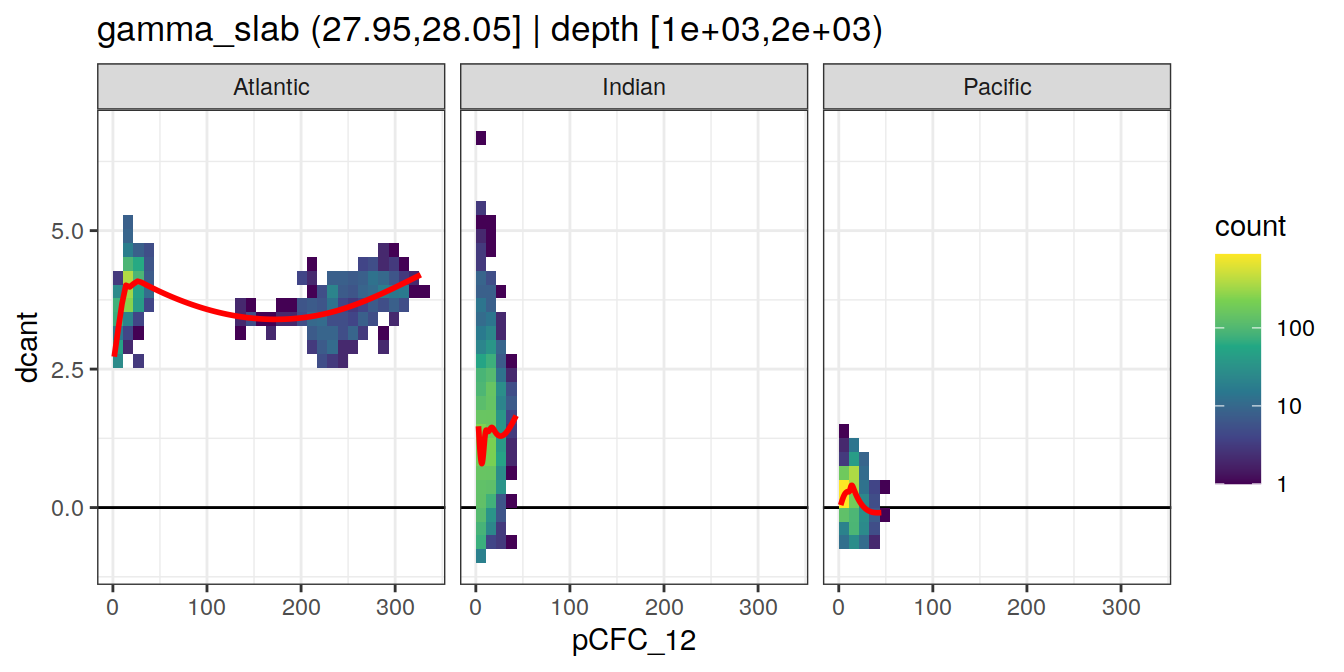 gamma_slab (27.95,28.05] | depth [1e+03,2e+03)
Atlantic Indian Pacific
dcant
5.0
2.5
0.0
0 100 200 300 0 100 200 300 0 100 200 300
pCFC_12
count
100
10
1